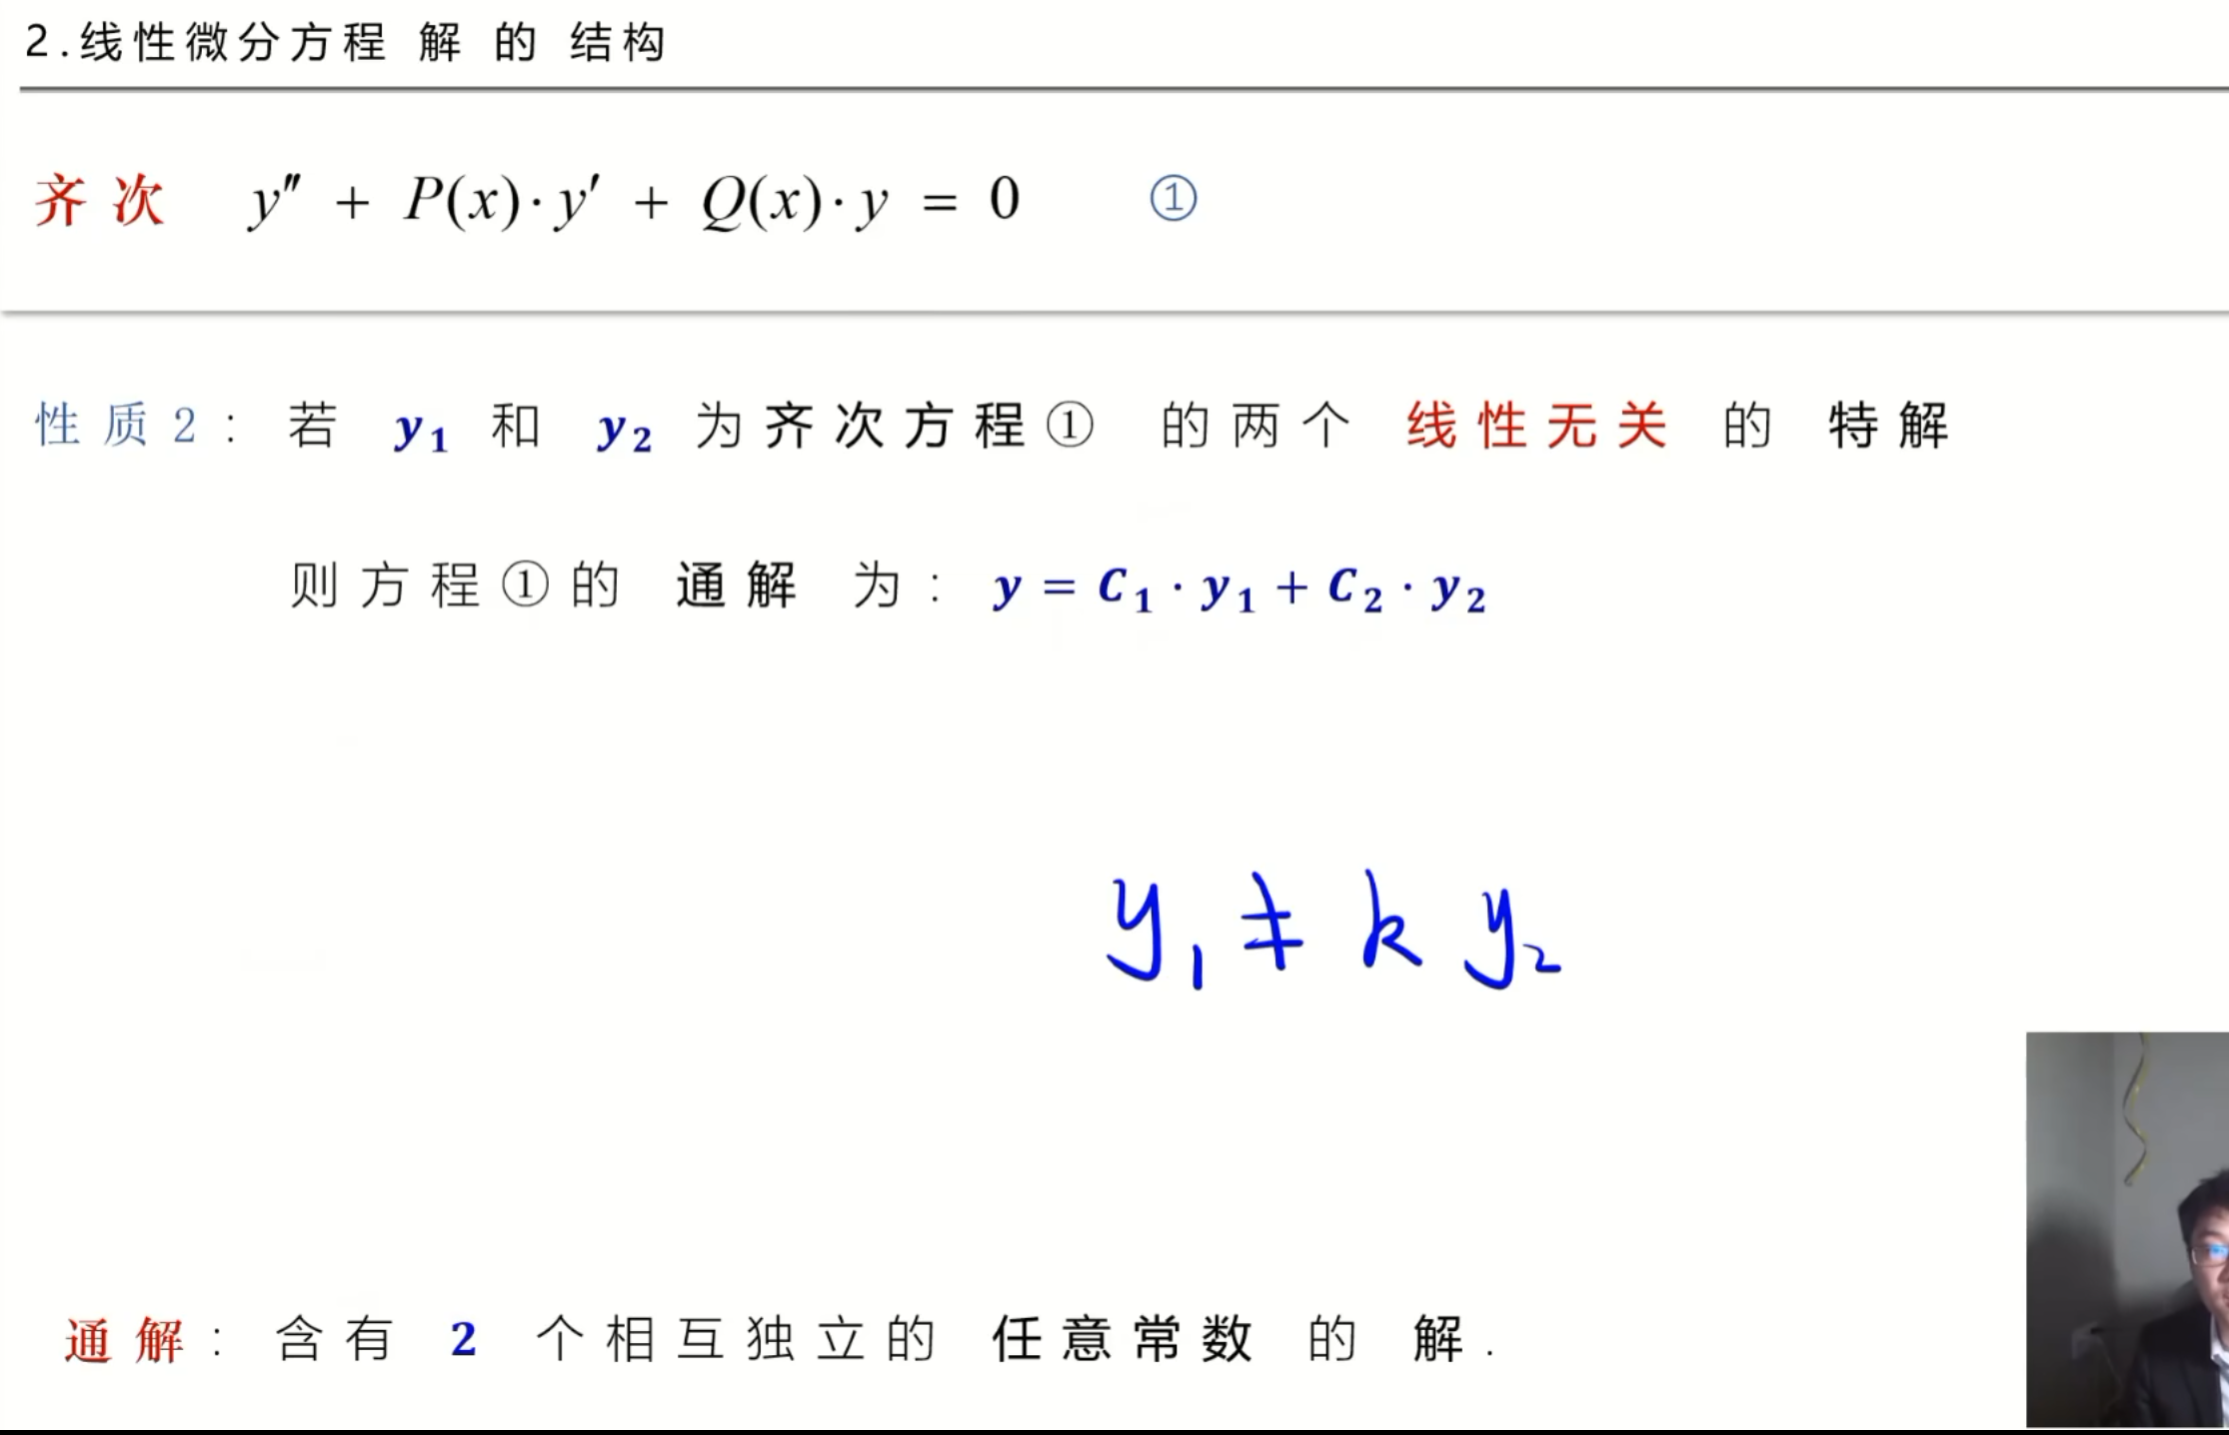 2.线性微分方程 解 的 结构
齐次 y″ + P(x)·y′ + Q(x)·y = 0 ①
性质2: 若 y₁ 和 y₂ 为齐次方程① 的两个 线性无关 的 特解
则方程①的 通解 为: y = C₁·y₁ + C₂·y₂
y₁ ≠ k y₂
通解: 含有 2 个相互独立的 任意常数 的 解.